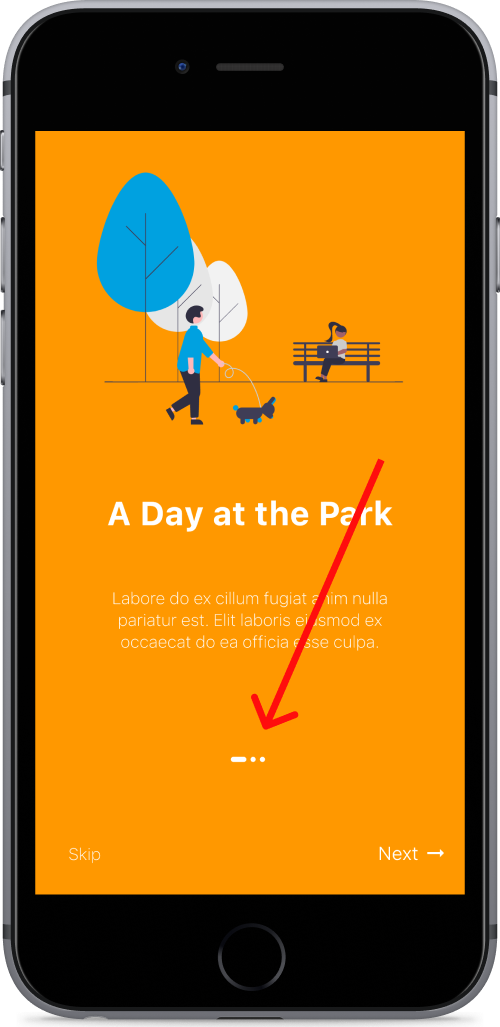 A Day at the Park
Labore do ex cillum fugiat anim nulla
pariatur est. Elit laboris eiusmod ex
occaecat do ea officia esse culpa.
Skip
Next →